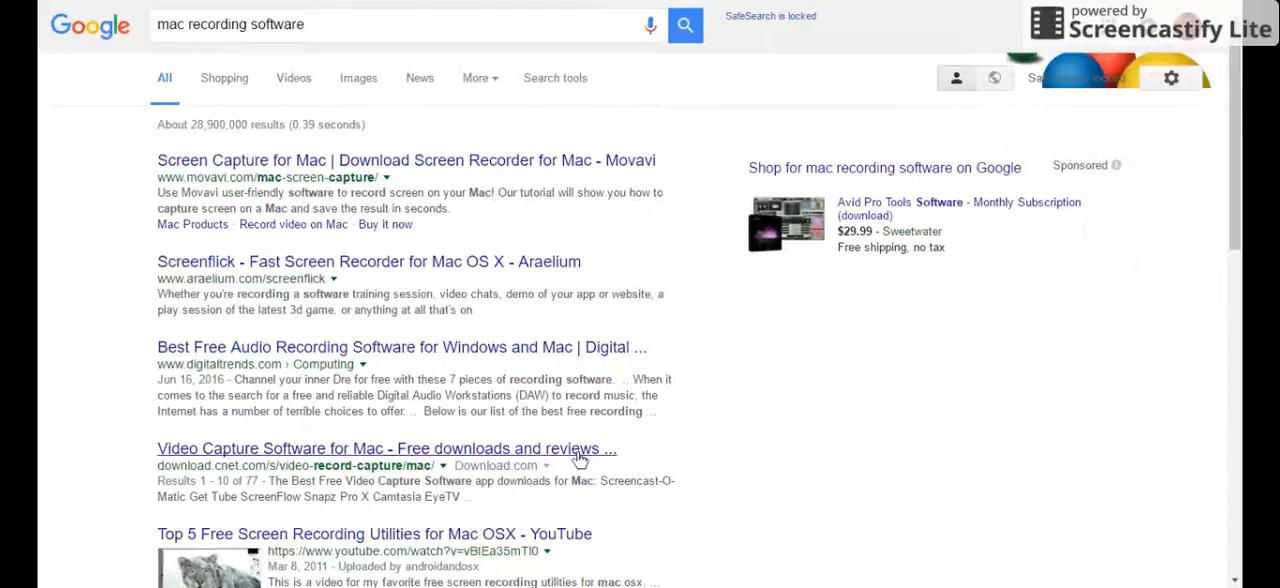 powered by
Screencastify Lite
Google
mac recording software
SafeSearch is locked
All Shopping Videos Images News More Search tools
About 28,900,000 results (0.39 seconds)
Screen Capture for Mac | Download Screen Recorder for Mac - Movavi
www.movavi.com/mac-screen-capture/
Use Movavi user-friendly software to record screen on your Mac! Our tutorial will show you how to
capture screen on a Mac and save the result in seconds.
Mac Products · Record video on Mac · Buy it now
Screenflick - Fast Screen Recorder for Mac OS X - Araelium
www.araelium.com/screenflick
Whether you're recording a software training session, video chats, demo of your app or website, a
play session of the latest 3d game, or anything at all that's on
Best Free Audio Recording Software for Windows and Mac | Digital ...
www.digitaltrends.com › Computing
Jun 16, 2016 - Channel your inner Dre for free with these 7 pieces of recording software. ... When it
comes to the search for a free and reliable Digital Audio Workstations (DAW) to record music, the
Internet has a number of terrible choices to offer. ... Below is our list of the best free recording ...
Video Capture Software for Mac - Free downloads and reviews ...
download.cnet.com/s/video-record-capture/mac/ Download.com
Results 1 - 10 of 77 - The Best Free Video Capture Software app downloads for Mac: Screencast-O-
Matic Get Tube ScreenFlow Snapz Pro X Camtasia EyeTV ...
Top 5 Free Screen Recording Utilities for Mac OSX - YouTube
Mar 8, 2011 - Uploaded by androidandosx
This is a video for my favorite free screen recording utilities for mac osx. ...
Shop for mac recording software on Google
Sponsored
Avid Pro Tools Software - Monthly Subscription
(download)
$29.99 - Sweetwater
Free shipping, no tax